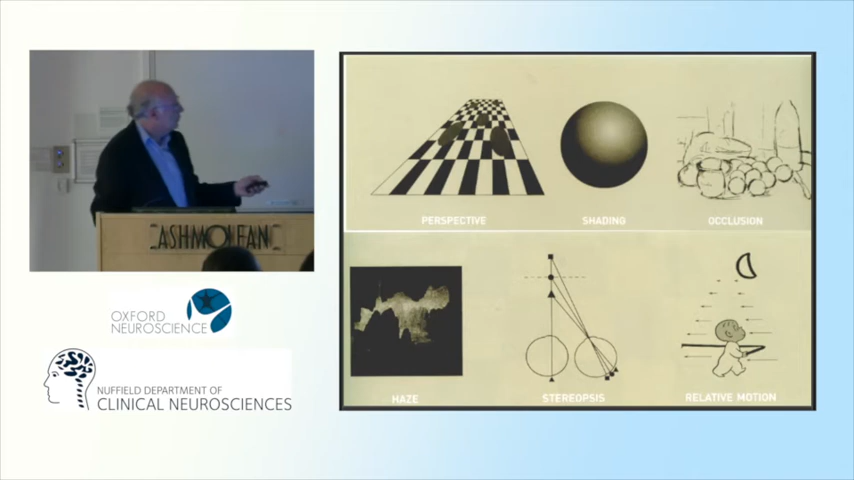 ASHMOLEAN
OXFORD
NEUROSCIENCE
NUFFIELD DEPARTMENT OF
CLINICAL NEUROSCIENCES
PERSPECTIVE
SHADING
OCCLUSION
HAZE
STEREOPSIS
RELATIVE MOTION